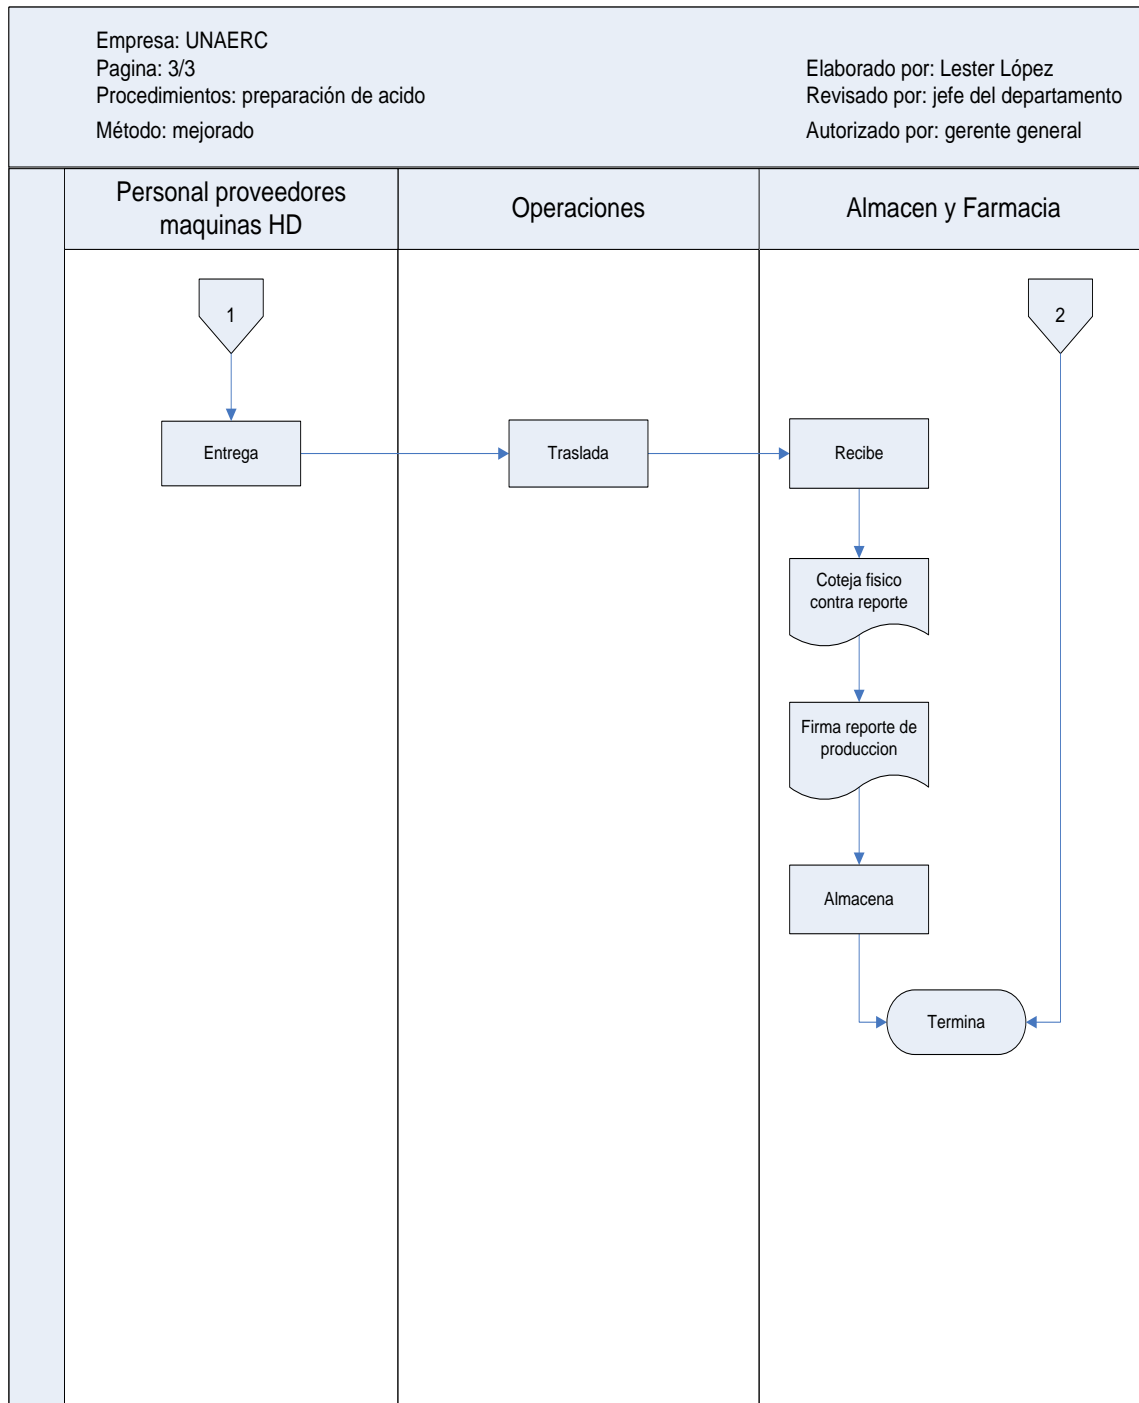 Empresa: UNAERC
Pagina: 3/3
Procedimientos: preparación de acido
Método: mejorado
Elaborado por: Lester López
Revisado por: jefe del departamento
Autorizado por: gerente general
Personal proveedores
maquinas HD
Operaciones
Almacen y Farmacia
1
2
Entrega
Traslada
Recibe
Coteja fisico
contra reporte
Firma reporte de
produccion
Almacena
Termina